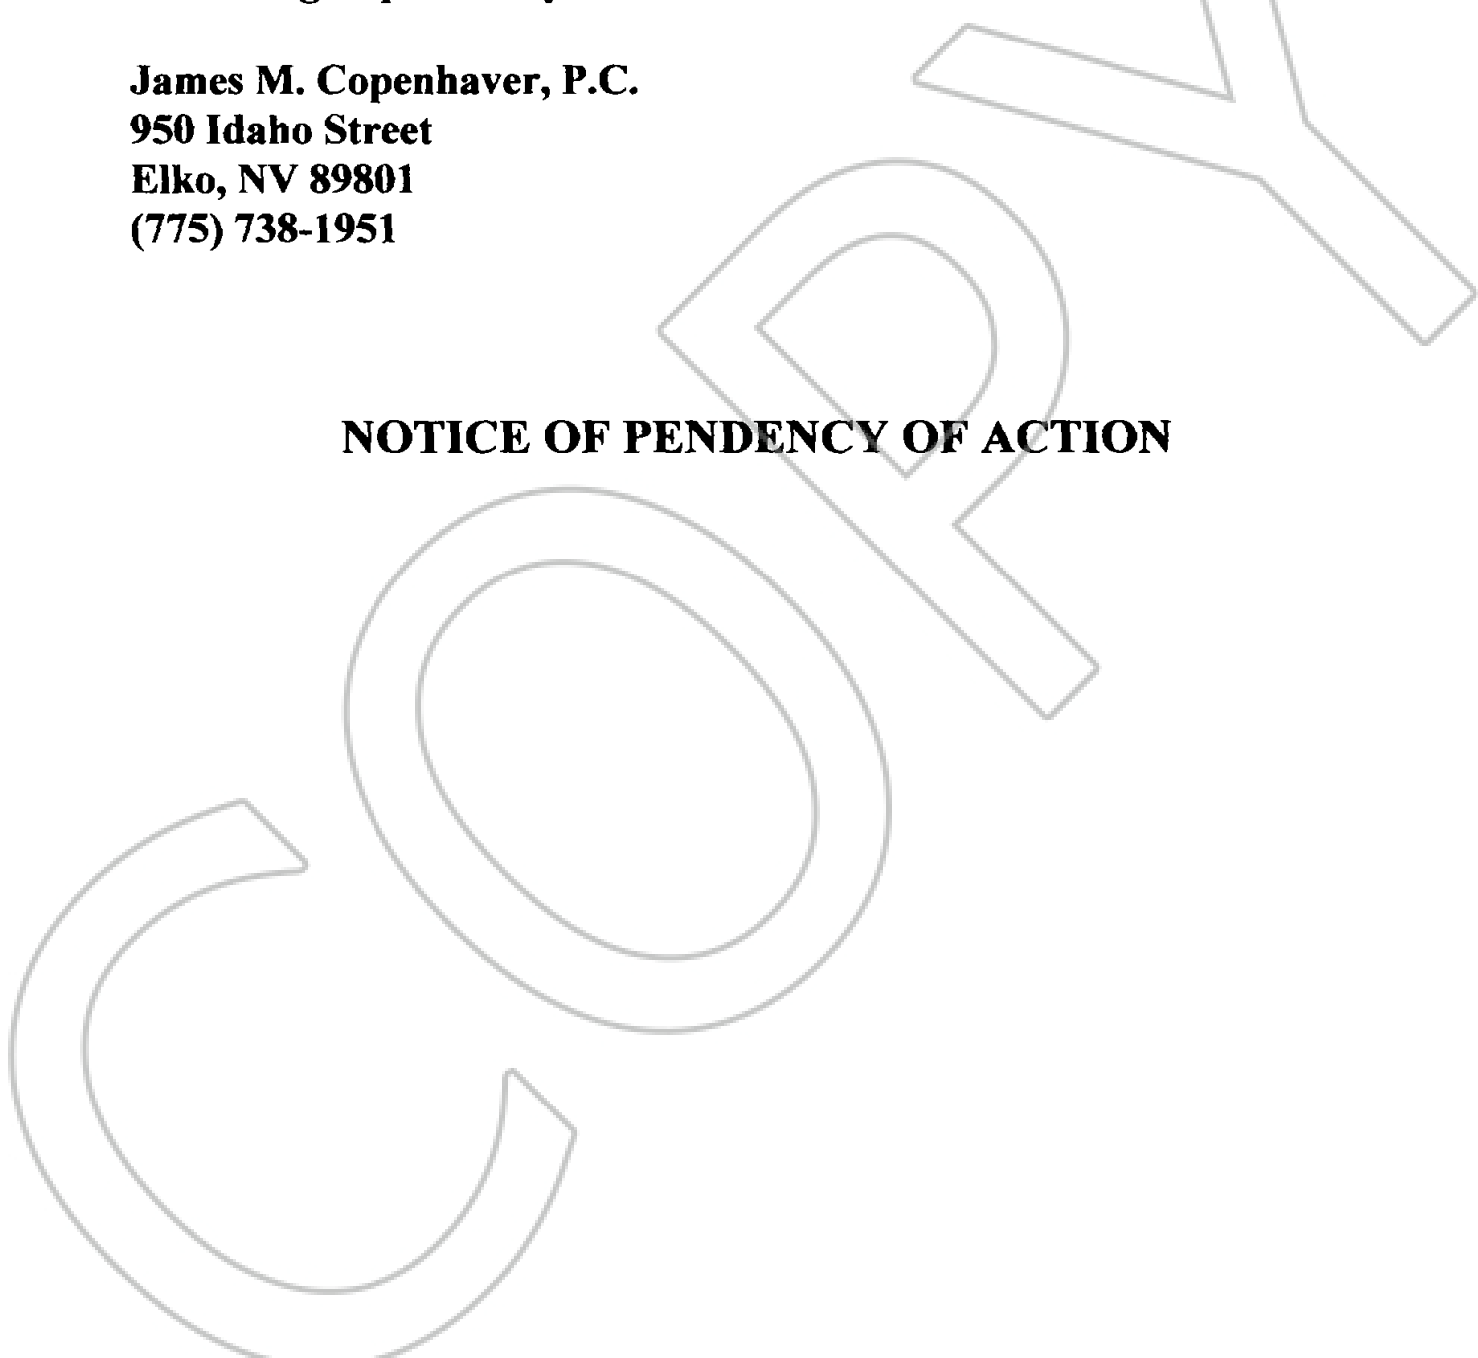 James M. Copenhaver, P.C.
950 Idaho Street
Elko, NV 89801
(775) 738-1951
NOTICE OF PENDENCY OF ACTION
COPY